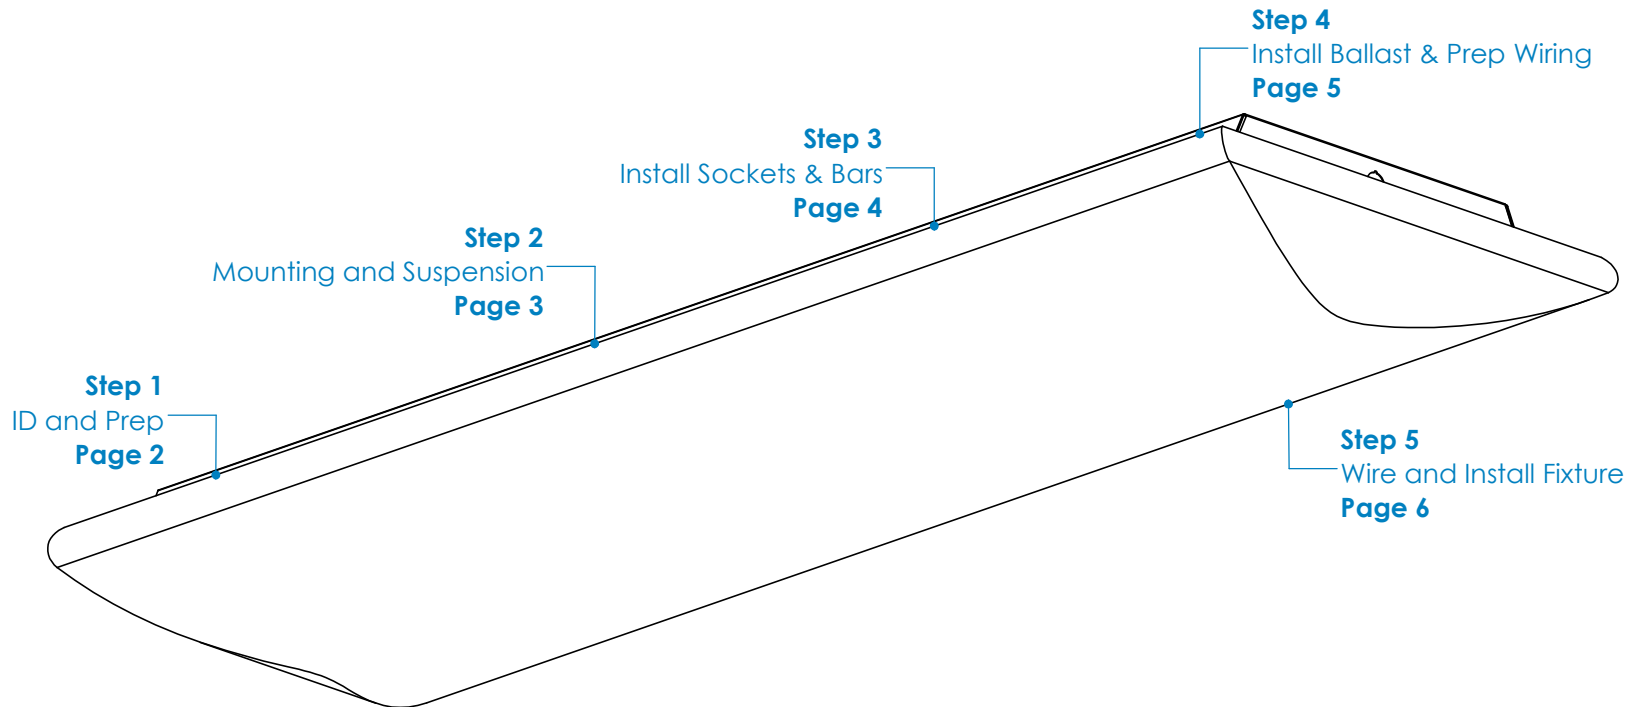 Step 1
ID and Prep
Page 2
Step 2
Mounting and Suspension
Page 3
Step 3
Install Sockets & Bars
Page 4
Step 4
Install Ballast & Prep Wiring
Page 5
Step 5
Wire and Install Fixture
Page 6